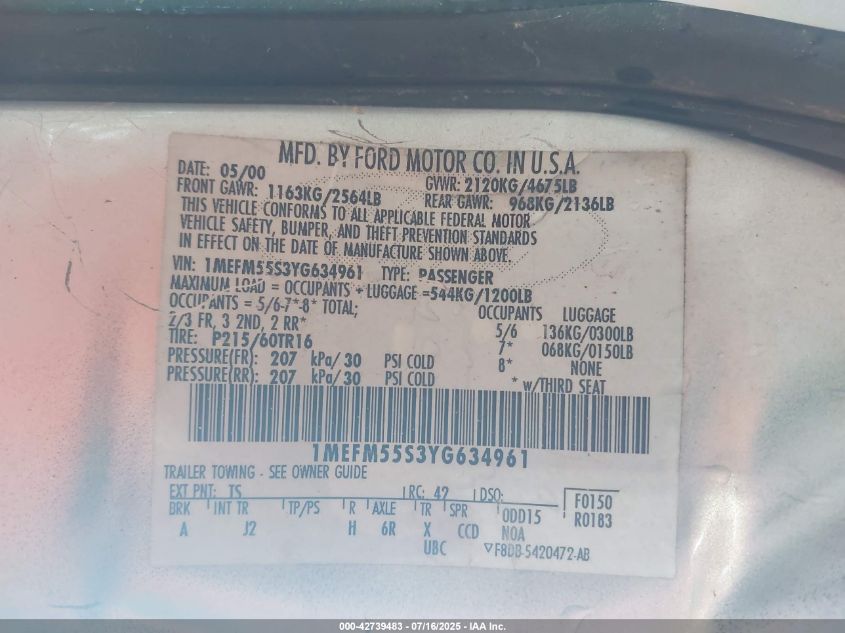 MFD. BY FORD MOTOR CO. IN U.S.A.
DATE: 05/00 GVWR: 2120KG/4675LB
FRONT GAWR: 1163KG/2564LB REAR GAWR: 968KG/2136LB
THIS VEHICLE CONFORMS TO ALL APPLICABLE FEDERAL MOTOR
VEHICLE SAFETY, BUMPER, AND THEFT PREVENTION STANDARDS
IN EFFECT ON THE DATE OF MANUFACTURE SHOWN ABOVE.
VIN: 1MEFM55S3YG634961 TYPE: PASSENGER
MAXIMUM LOAD = OCCUPANTS + LUGGAGE =544KG/1200LB
OCCUPANTS = 5/6-7*-8* TOTAL; OCCUPANTS LUGGAGE
2/3 FR, 3 2ND, 2 RR* 5/6 136KG/0300LB
TIRE: P215/60TR16 7* 068KG/0150LB
PRESSURE(FR): 207 kPa/ 30 PSI COLD 8* NONE
PRESSURE(RR): 207 kPa/ 30 PSI COLD * w/THIRD SEAT
1MEFM55S3YG634961
TRAILER TOWING - SEE OWNER GUIDE
EXT PNT: TS RC: 42 DSO: F0150
BRK INT TR TP/PS R AXLE TR SPR ODD15 R0183
A J2 H 6R X CCD NOA
UBC ▽F8DB-5420472-AB
000-42739483 - 07/16/2025 - IAA Inc.